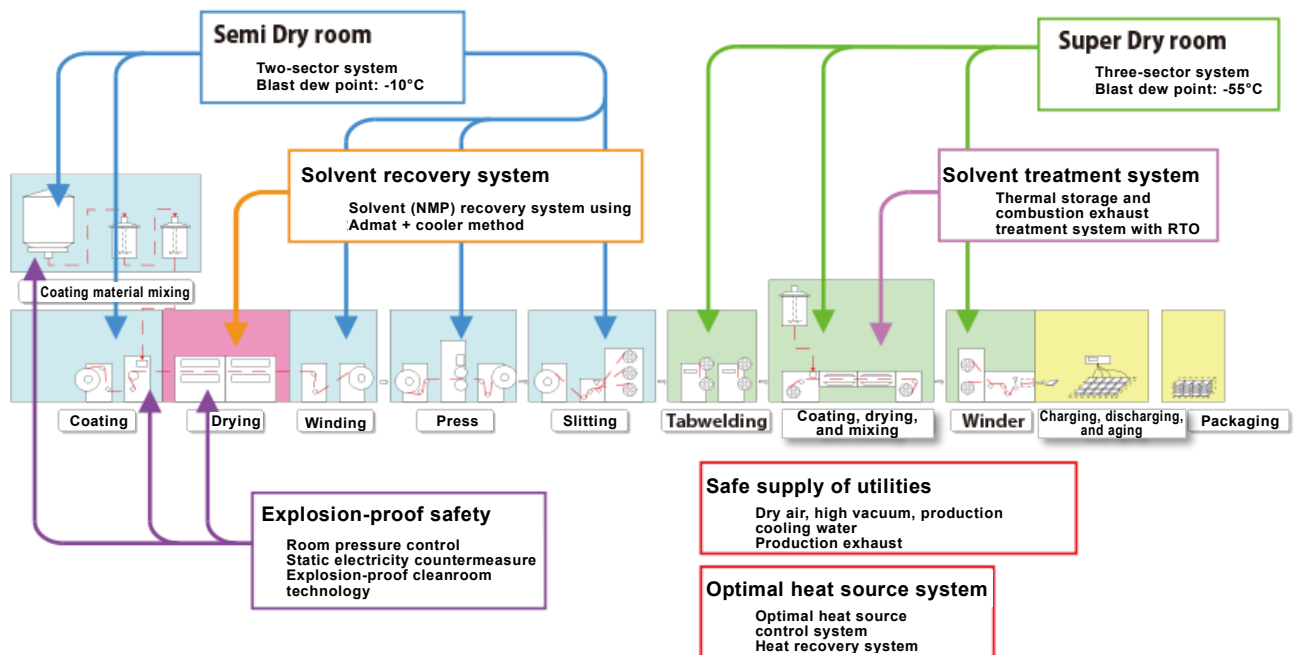 Semi Dry room
Two-sector system
Blast dew point: -10°C
Super Dry room
Three-sector system
Blast dew point: -55°C
Solvent recovery system
Solvent (NMP) recovery system using
Admat + cooler method
Solvent treatment system
Thermal storage and
combustion exhaust
treatment system with RTO
Coating material mixing
Coating
Drying
Winding
Press
Slitting
Tabwelding
Coating, drying,
and mixing
Winder
Charging, discharging,
and aging
Packaging
Explosion-proof safety
Room pressure control
Static electricity countermeasure
Explosion-proof cleanroom
technology
Safe supply of utilities
Dry air, high vacuum, production
cooling water
Production exhaust
Optimal heat source system
Optimal heat source
control system
Heat recovery system